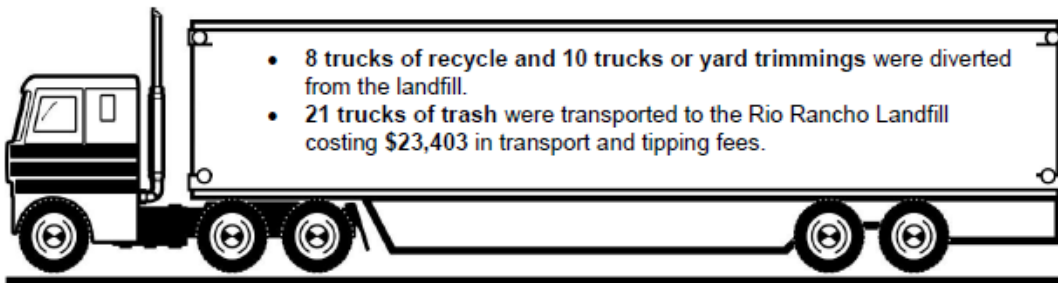 • 8 trucks of recycle and 10 trucks or yard trimmings were diverted
from the landfill.
• 21 trucks of trash were transported to the Rio Rancho Landfill
costing $23,403 in transport and tipping fees.